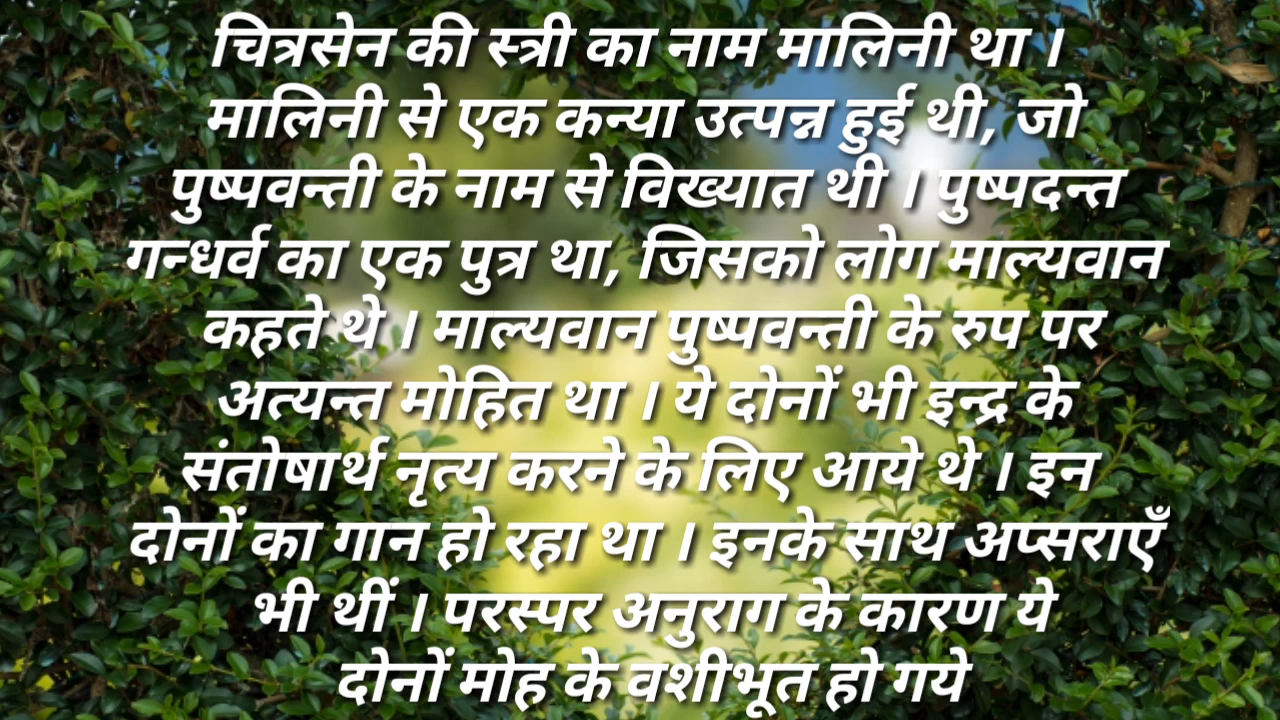 चित्रसेन की स्त्री का नाम मालिनी था ।
मालिनी से एक कन्या उत्पन्न हुई थी, जो
पुष्पवन्ती के नाम से विख्यात थी । पुष्पदन्त
गन्धर्व का एक पुत्र था, जिसको लोग माल्यवान
कहते थे । माल्यवान पुष्पवन्ती के रुप पर
अत्यन्त मोहित था । ये दोनों भी इन्द्र के
संतोषार्थ नृत्य करने के लिए आये थे । इन
दोनों का गान हो रहा था । इनके साथ अप्सराएँ
भी थीं । परस्पर अनुराग के कारण ये
दोनों मोह के वशीभूत हो गये